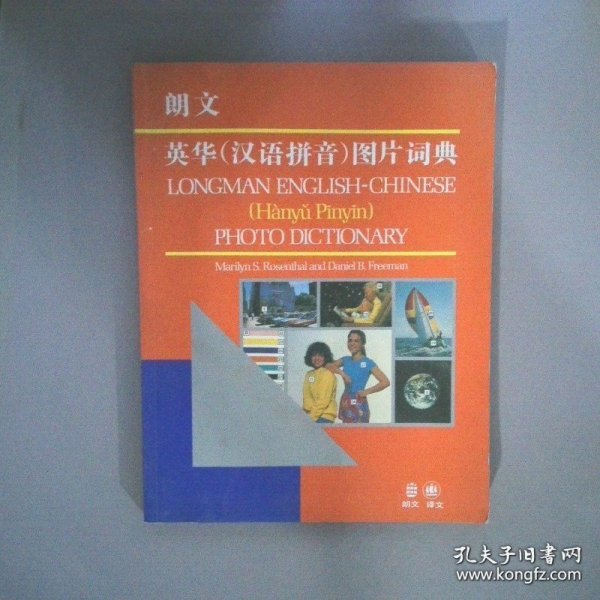 朗文
英华(汉语拼音)图片词典
LONGMAN ENGLISH-CHINESE
(Hànyǔ Pīnyīn)
PHOTO DICTIONARY
Marilyn S. Rosenthal and Daniel B. Freeman
朗文 译文
孔夫子旧书网
www.kongfz.com